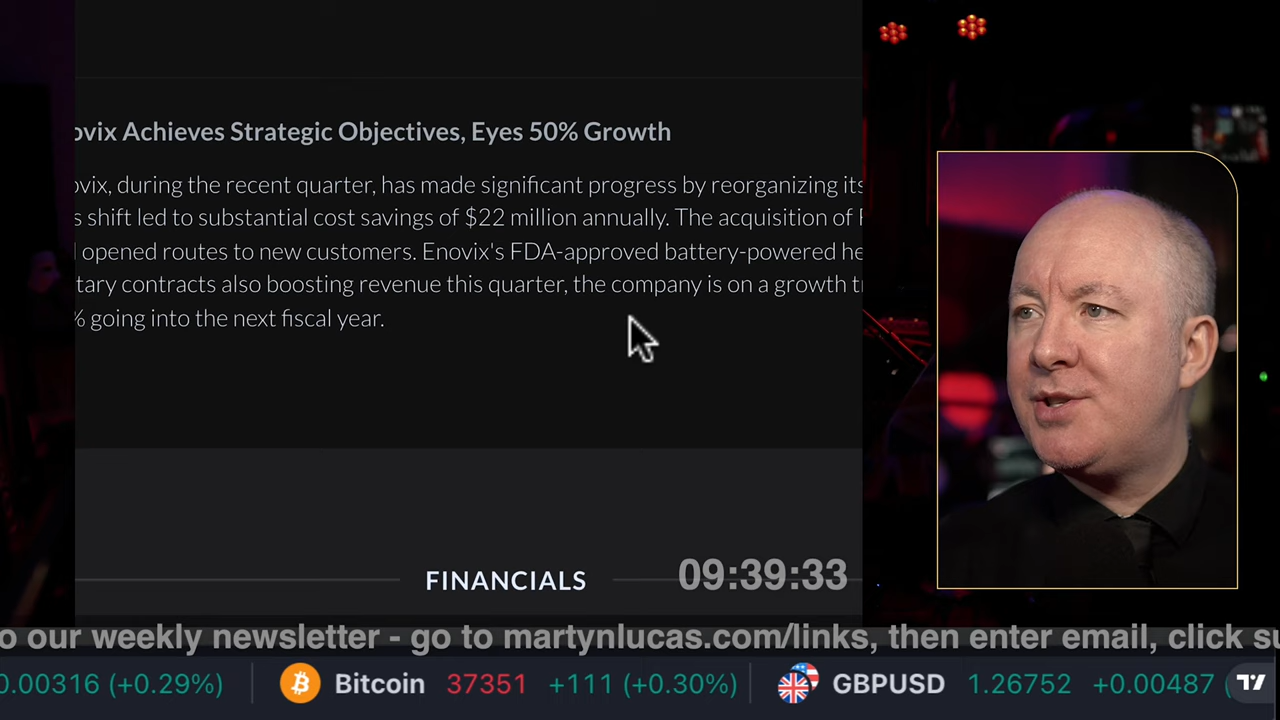 ovix Achieves Strategic Objectives, Eyes 50% Growth
ovix, during the recent quarter, has made significant progress by reorganizing its
s shift led to substantial cost savings of $22 million annually. The acquisition of
opened routes to new customers. Enovix's FDA-approved battery-powered he
tary contracts also boosting revenue this quarter, the company is on a growth t
% going into the next fiscal year.
FINANCIALS
09:39:33
o our weekly newsletter - go to martynlucas.com/links, then enter email, click su
0.00316 (+0.29%)
Bitcoin 37351 +111 (+0.30%)
GBPUSD 1.26752 +0.00487 (